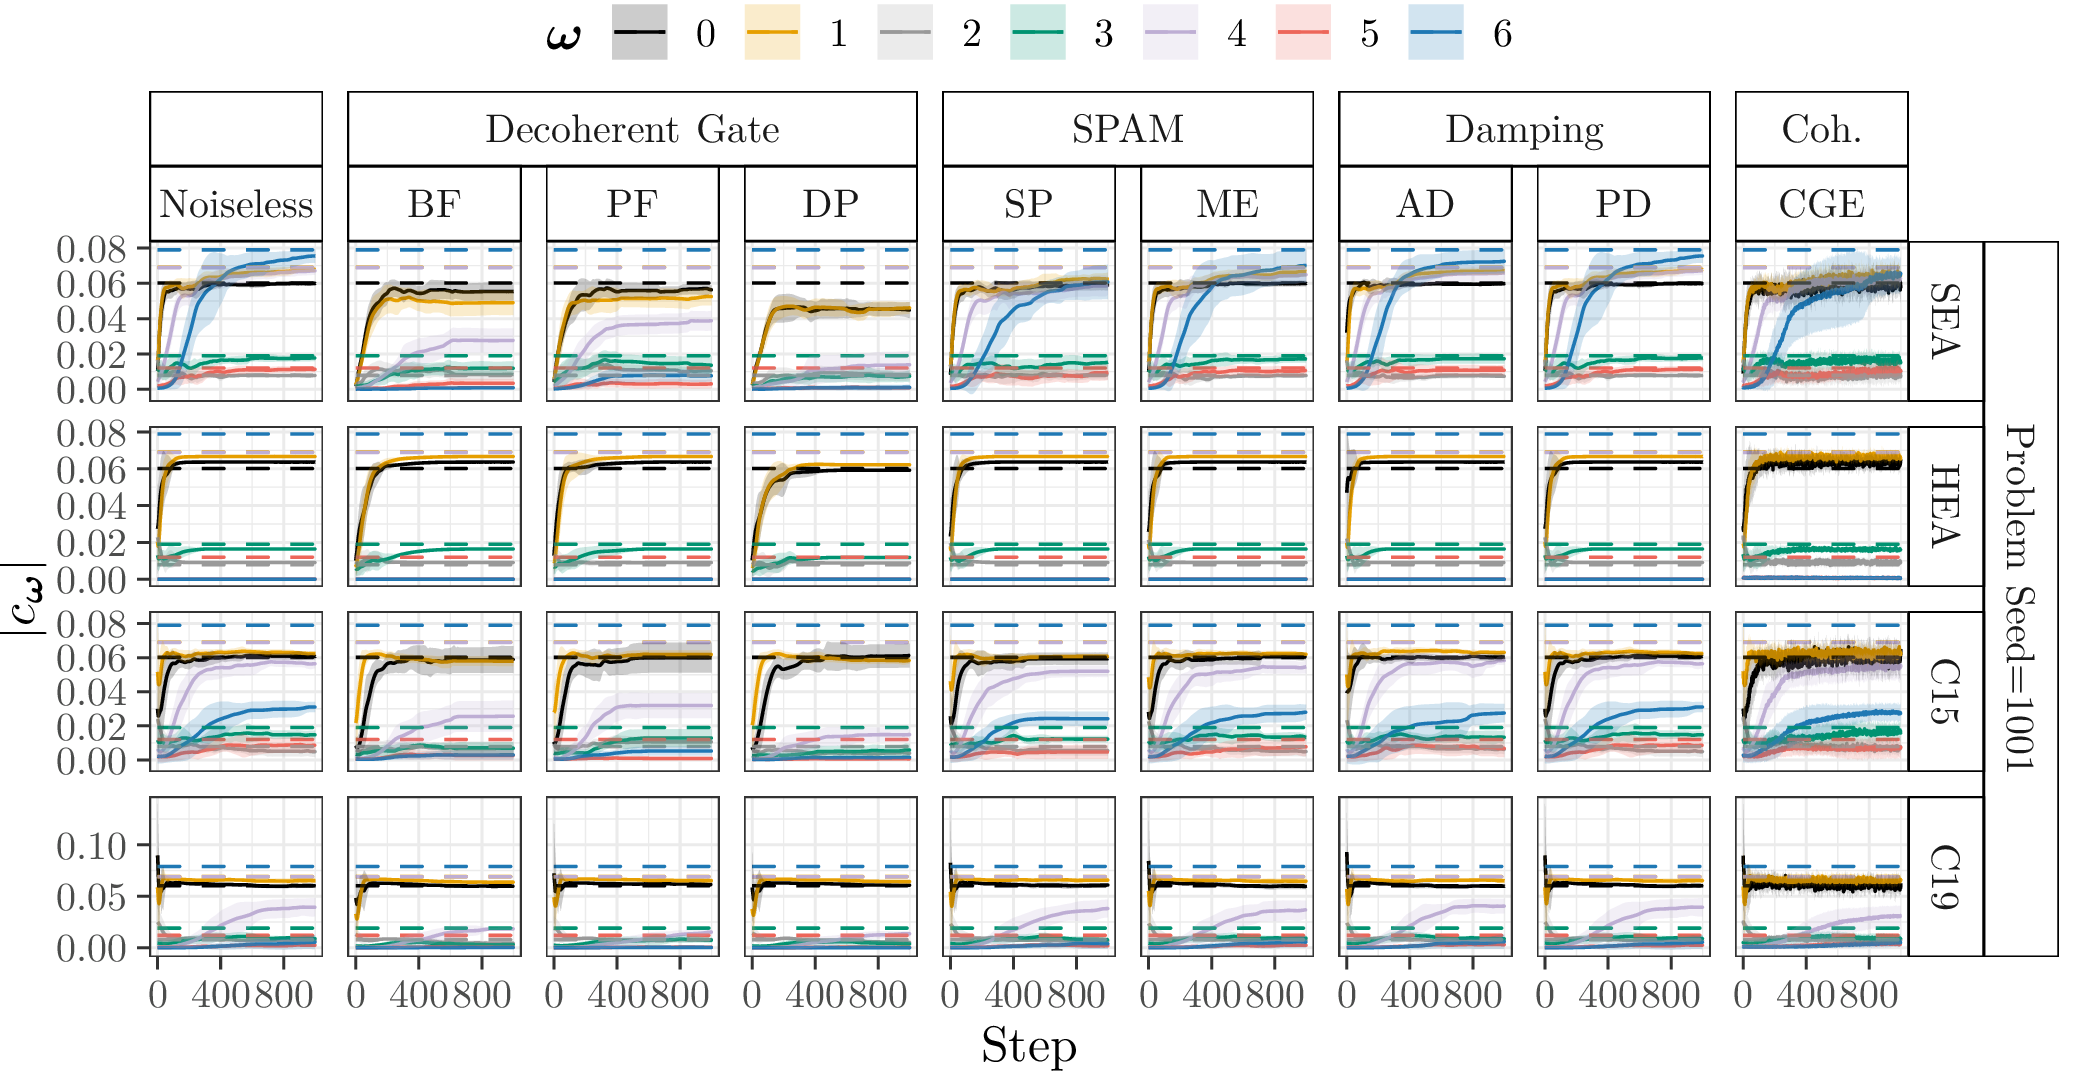 ω 0 1 2 3 4 5 6
Decoherent Gate SPAM Damping Coh.
Noiseless BF PF DP SP ME AD PD CGE
0.08
0.06
0.04
0.02
0.00
SEA
0.08
0.06
0.04
0.02
0.00
HEA
0.08
0.06
0.04
0.02
0.00
C15
0.10
0.05
0.00
C19
Problem Seed=1001
|cω|
0 400 800 0 400 800 0 400 800 0 400 800 0 400 800 0 400 800 0 400 800 0 400 800 0 400 800
Step